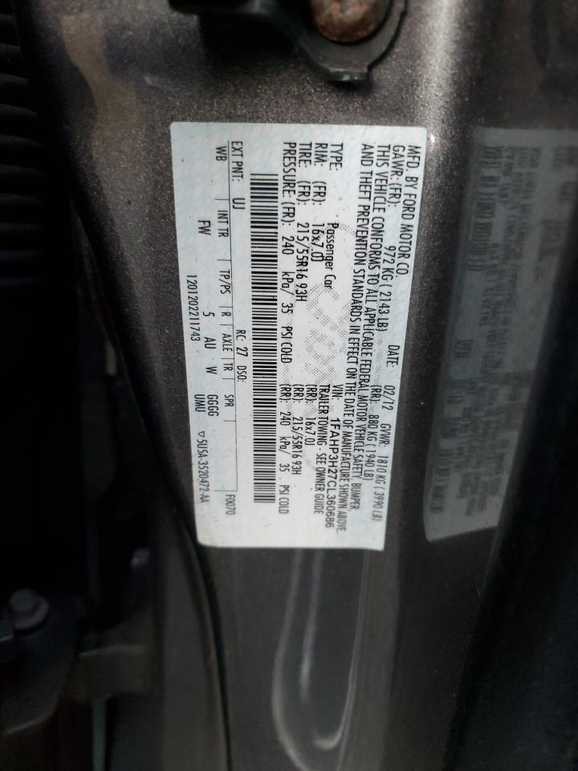 MFD. BY FORD MOTOR CO.
DATE: 02/12 GVWR: 1810 KG ( 3990 LB)
GAWR:(FR): 972 KG ( 2143 LB) (RR): 880 KG ( 1940 LB)
THIS VEHICLE CONFORMS TO ALL APPLICABLE FEDERAL MOTOR VEHICLE SAFETY, BUMPER
AND THEFT PREVENTION STANDARDS IN EFFECT ON THE DATE OF MANUFACTURE SHOWN ABOVE.
VIN: 1FAHP3H27CL360686
TYPE: Passenger Car TRAILER TOWING - SEE OWNER GUIDE
RIM: (FR): 16x7.0J (RR): 16x7.0J
TIRE: (FR): 215/55R16 93H (RR): 215/55R16 93H
PRESSURE (FR): 240 kPa/ 35 PSI COLD (RR): 240 kPa/ 35 PSI COLD
EXT PNT: UJ RC: 27 DSO: F0070
WB INT TR TP/PS R AXLE TR SPR
FW 5 AU W GGGG UMU
1201202211743 ▽5U5A-3520472-AA